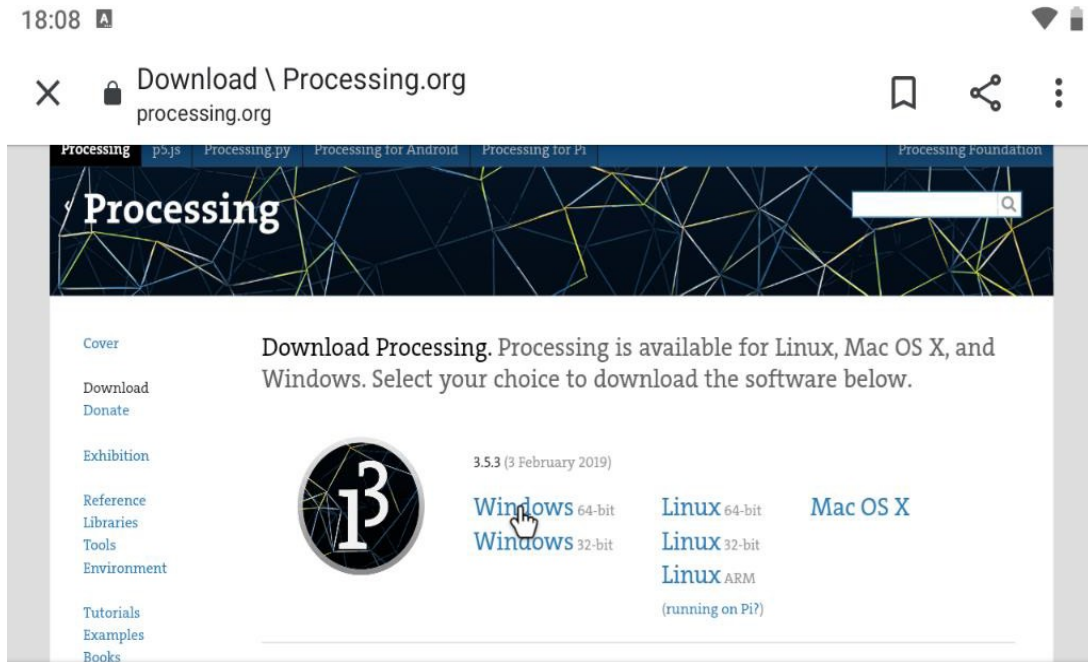 18:08 A
Download \ Processing.org
processing.org
Processing p5.js Processing.py Processing for Android Processing for Pi Processing Foundation
Processing
Cover
Download
Donate
Exhibition
Reference
Libraries
Tools
Environment
Tutorials
Examples
Books
Download Processing. Processing is available for Linux, Mac OS X, and
Windows. Select your choice to download the software below.
3
3.5.3 (3 February 2019)
Windows 64-bit Linux 64-bit Mac OS X
Windows 32-bit Linux 32-bit
Linux ARM
(running on Pi?)